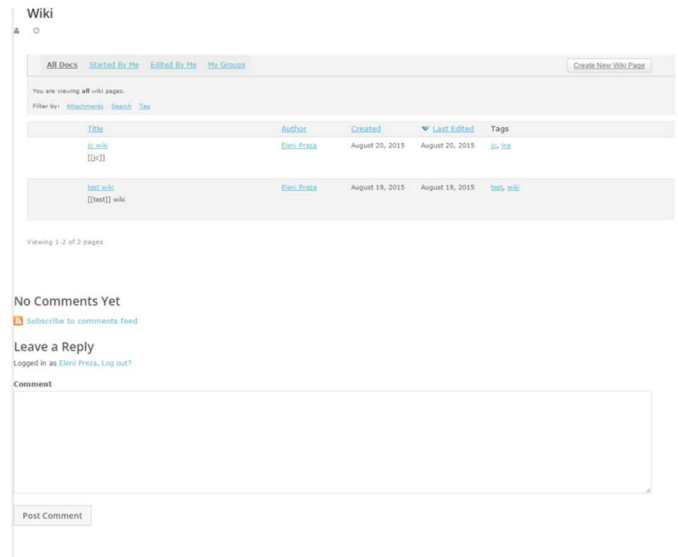 Wiki
All Docs Started By Me Edited By Me My Groups Create New Wiki Page
You are viewing all wiki pages.
Filter by: Attachments Search Tag
Title Author Created Last Edited Tags
jc wiki Eleni Preza August 20, 2015 August 20, 2015 jc,
[[jc]]
test wiki Eleni Preza August 19, 2015 August 19, 2015 test, wiki
[[test]] wiki
Viewing 1-2 of 2 pages
No Comments Yet
Subscribe to comments feed
Leave a Reply
Logged in as Eleni Preza. Log out?
Comment
Post Comment